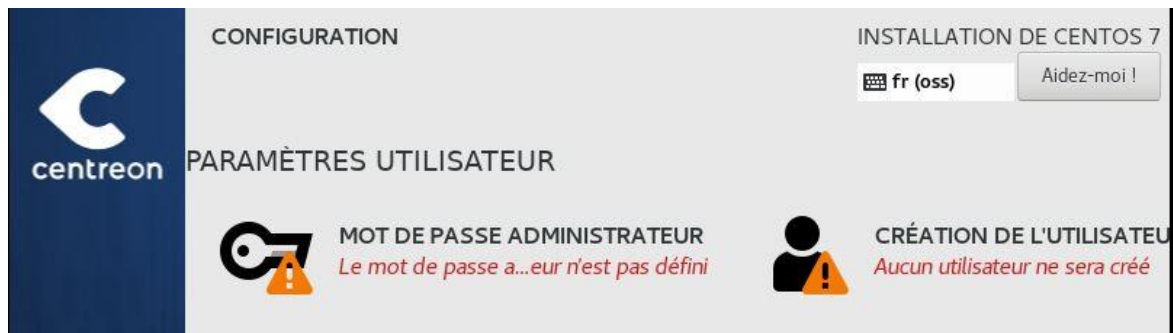 centreon
CONFIGURATION
INSTALLATION DE CENTOS 7
fr (oss)
Aidez-moi !
PARAMÈTRES UTILISATEUR
MOT DE PASSE ADMINISTRATEUR
Le mot de passe a...eur n'est pas défini
CRÉATION DE L'UTILISATEU
Aucun utilisateur ne sera créé